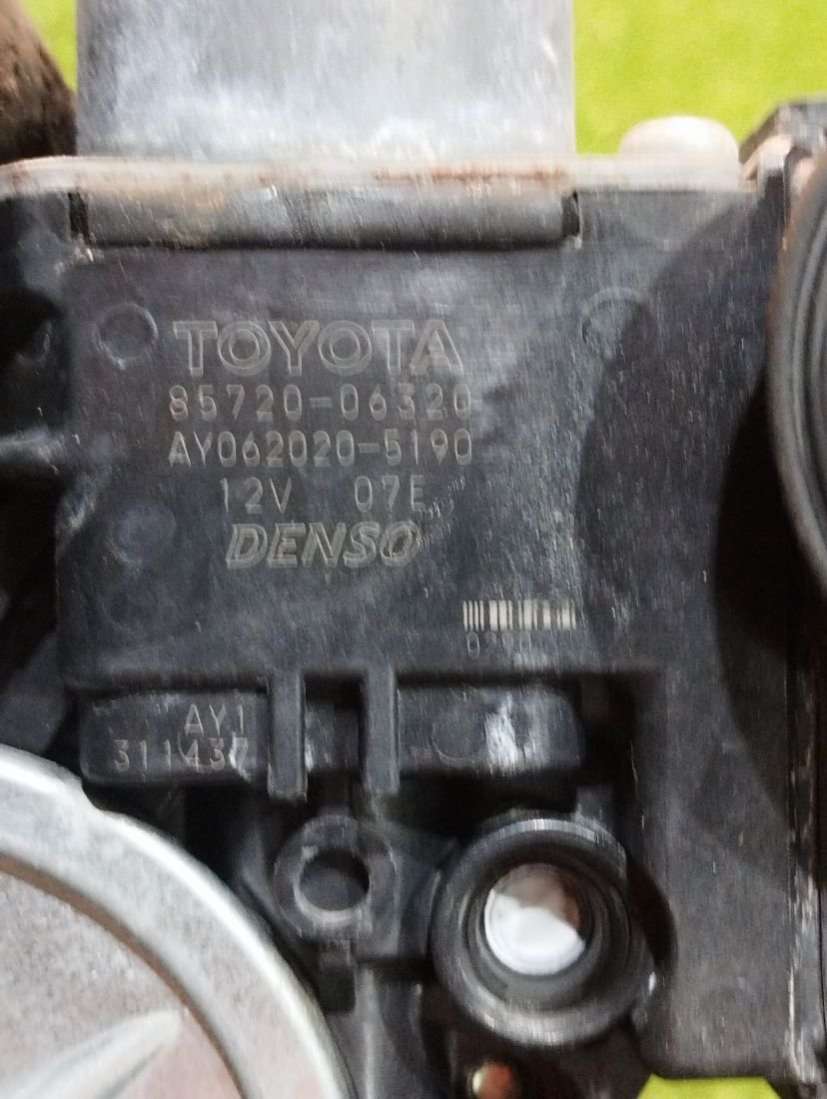 TOYOTA
85720-06320
AY062020-5190
12V 07E
DENSO
AY1
311437